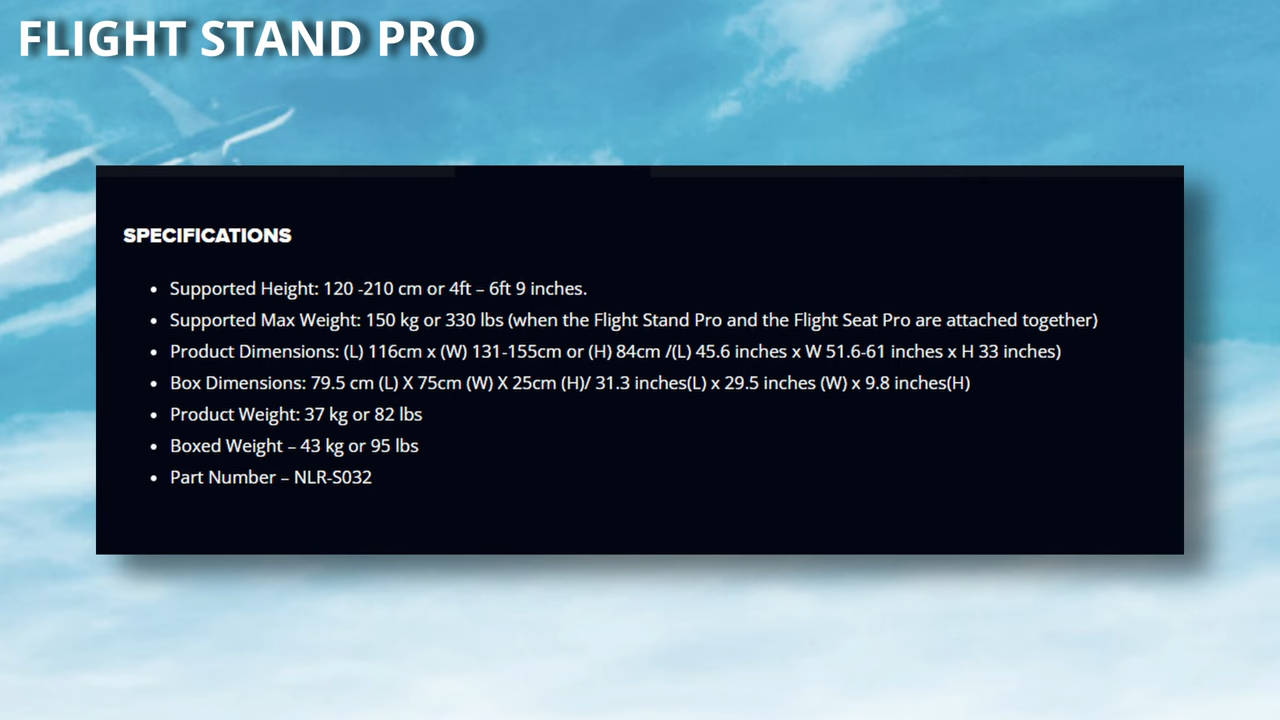 FLIGHT STAND PRO
SPECIFICATIONS
• Supported Height: 120 -210 cm or 4ft – 6ft 9 inches.
• Supported Max Weight: 150 kg or 330 lbs (when the Flight Stand Pro and the Flight Seat Pro are attached together)
• Product Dimensions: (L) 116cm x (W) 131-155cm or (H) 84cm /(L) 45.6 inches x W 51.6-61 inches x H 33 inches)
• Box Dimensions: 79.5 cm (L) X 75cm (W) X 25cm (H)/ 31.3 inches(L) x 29.5 inches (W) x 9.8 inches(H)
• Product Weight: 37 kg or 82 lbs
• Boxed Weight – 43 kg or 95 lbs
• Part Number – NLR-S032